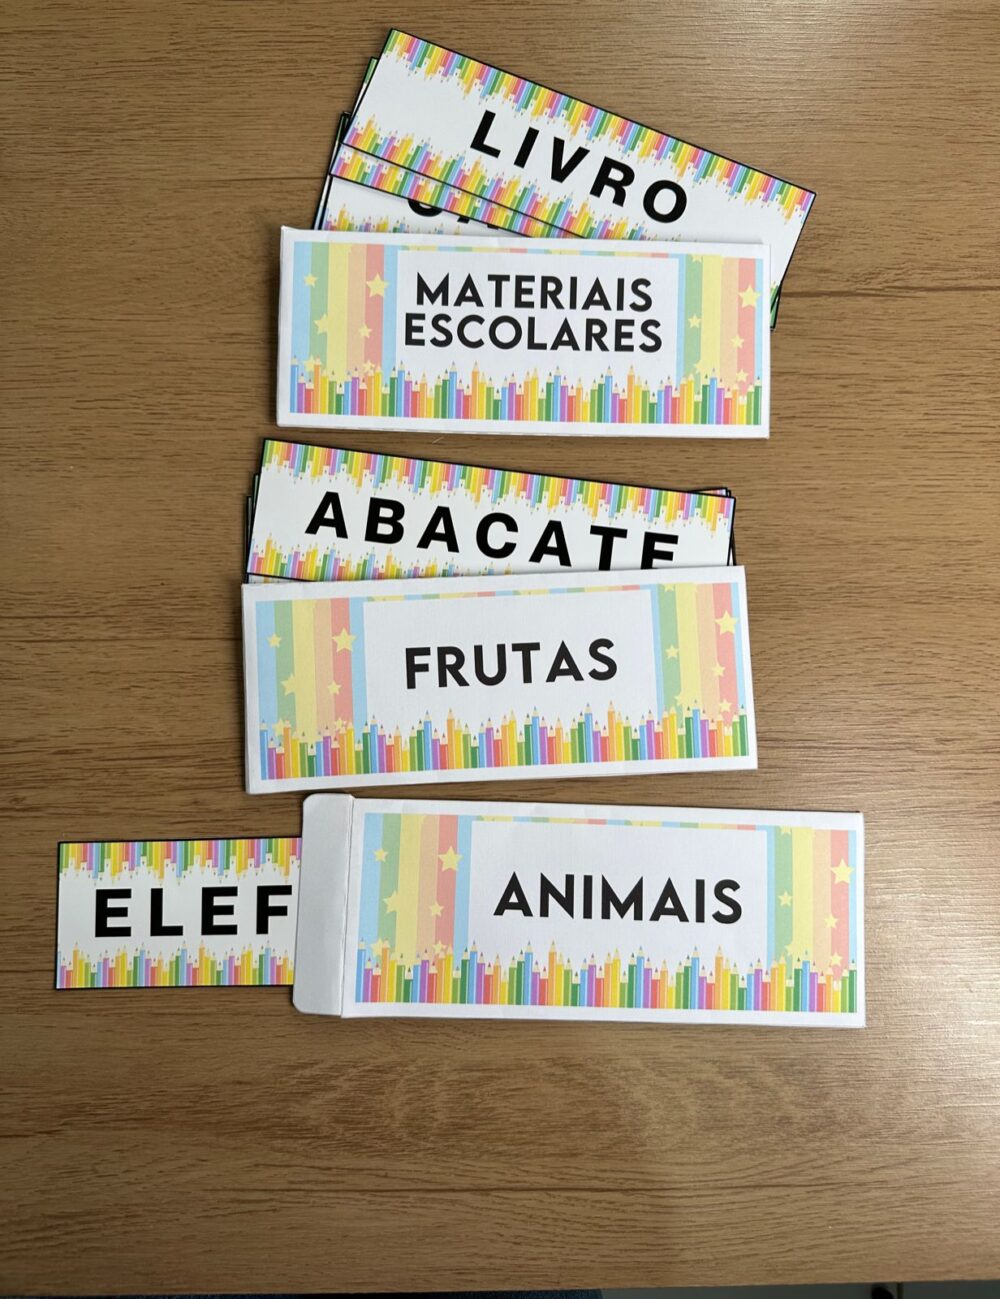 LIVRO
MATERIAIS
ESCOLARES
ABACATE
FRUTAS
ELEF
ANIMAIS